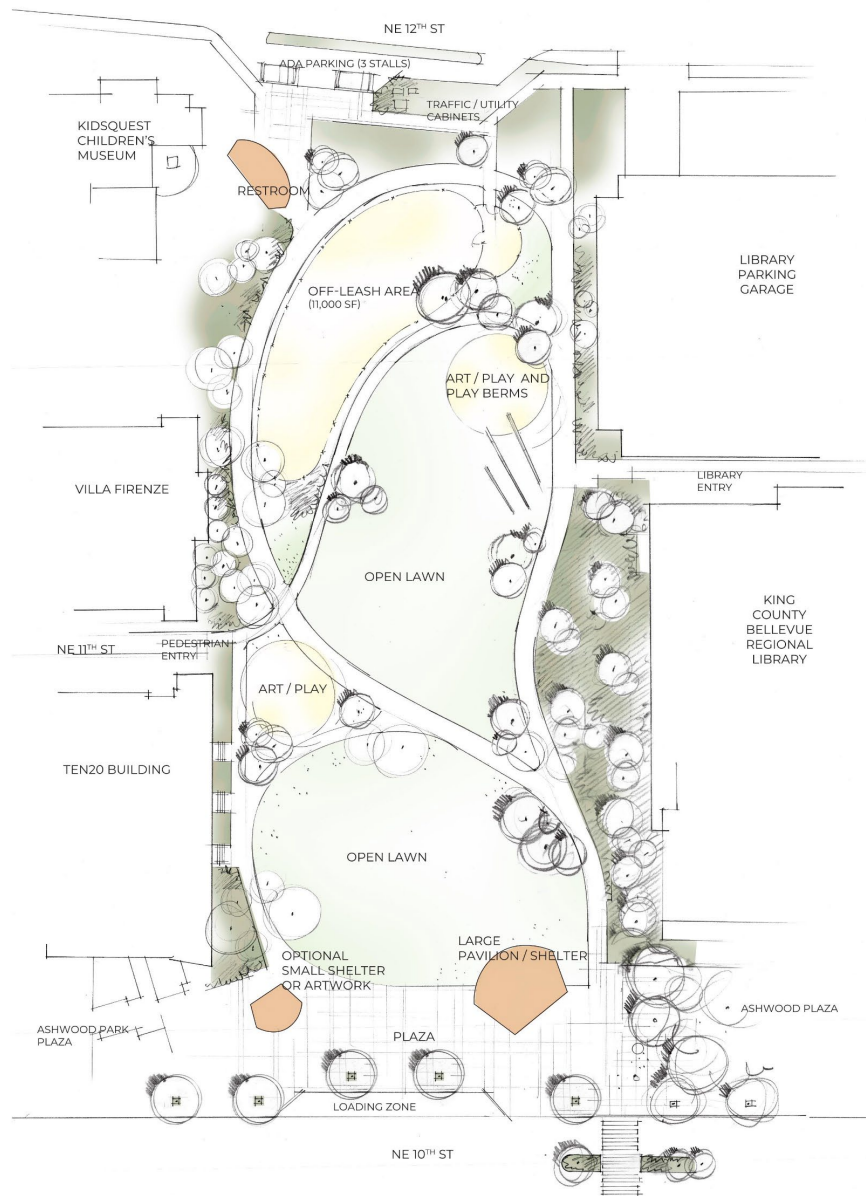 NE 12TH ST
ADA PARKING (3 STALLS)
TRAFFIC / UTILITY
CABINETS
KIDSQUEST
CHILDREN'S
MUSEUM
RESTROOM
LIBRARY
PARKING
GARAGE
OFF-LEASH AREA
(11,000 SF)
ART / PLAY AND
PLAY BERMS
VILLA FIRENZE
LIBRARY
ENTRY
OPEN LAWN
KING
COUNTY
BELLEVUE
REGIONAL
LIBRARY
NE 11TH ST
PEDESTRIAN
ENTRY
ART / PLAY
TEN20 BUILDING
OPEN LAWN
OPTIONAL
SMALL SHELTER
OR ARTWORK
LARGE
PAVILION / SHELTER
ASHWOOD PARK
PLAZA
PLAZA
ASHWOOD PLAZA
LOADING ZONE
NE 10TH ST